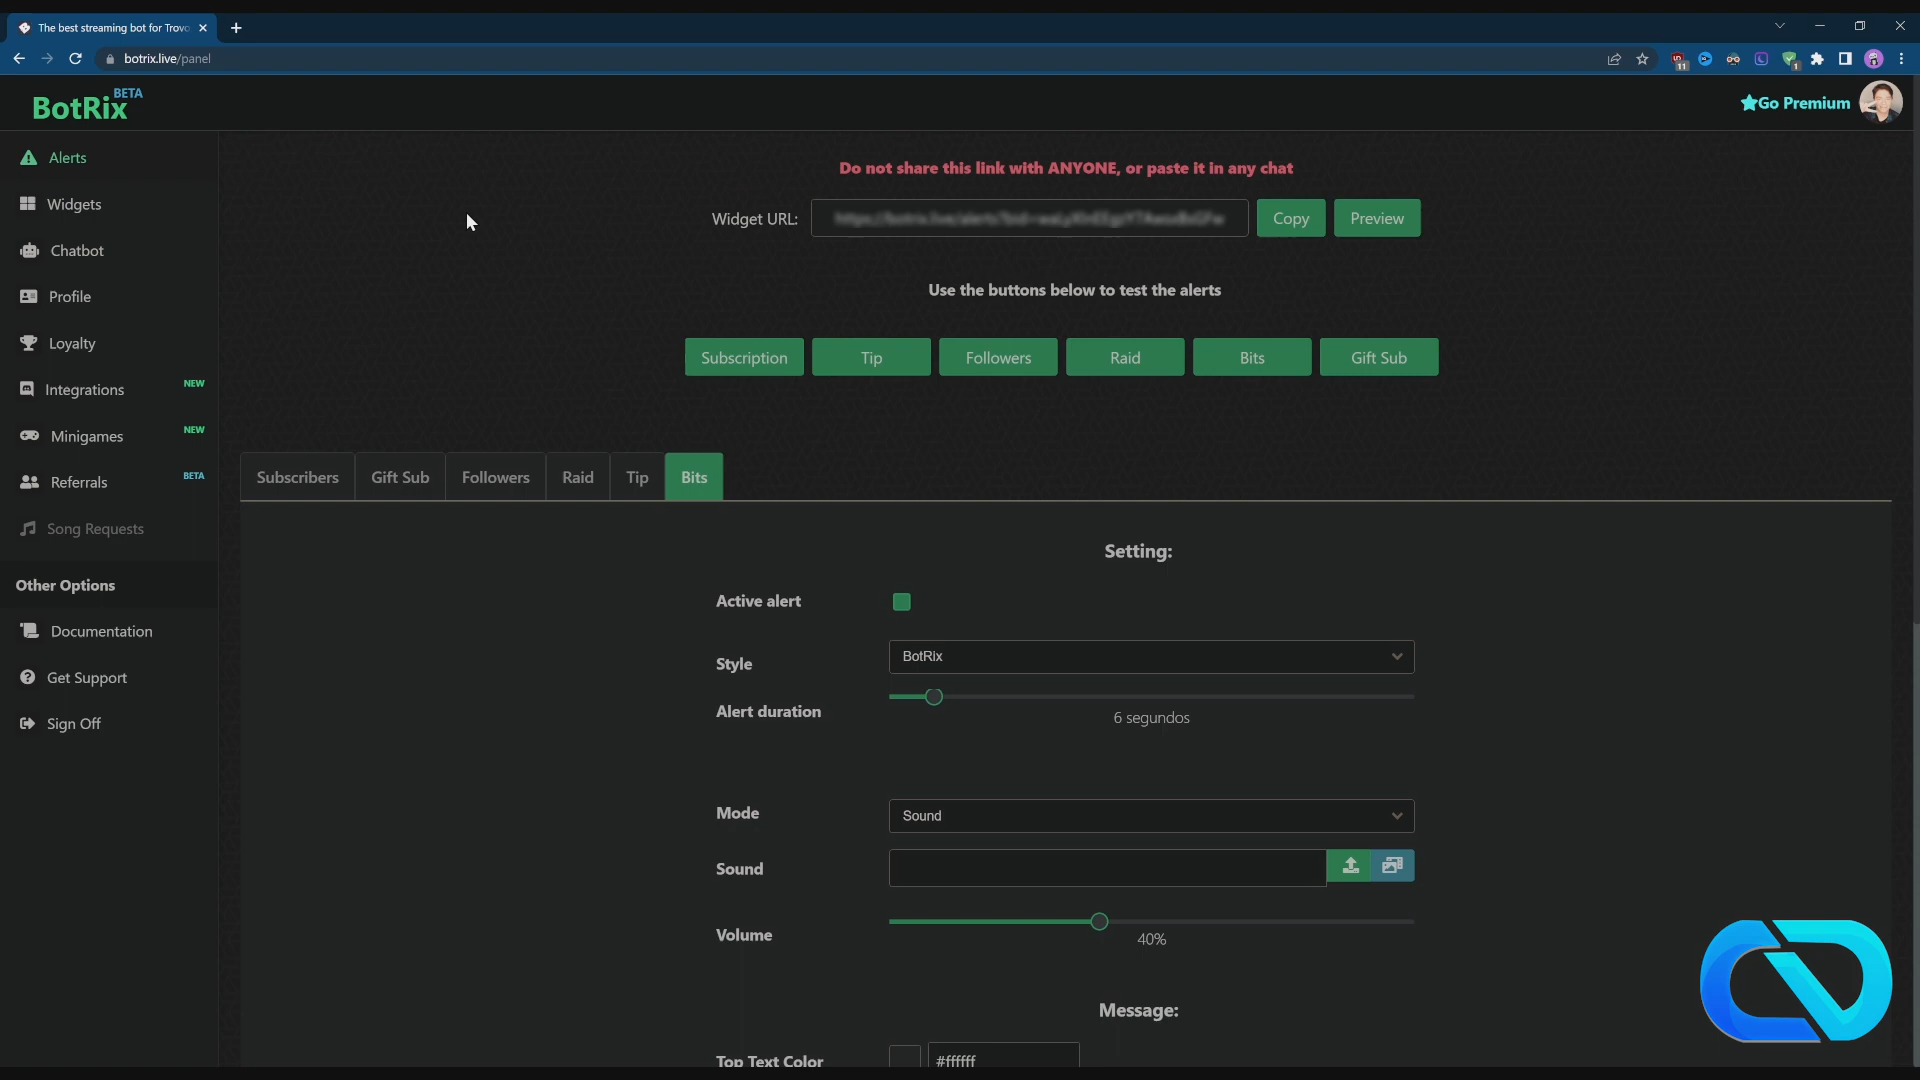 The best streaming bot for Trovo
botrix.live/panel
11
1
BotRix BETA
Go Premium
Alerts
Widgets
Chatbot
Profile
Loyalty
Integrations NEW
Minigames NEW
Referrals BETA
Song Requests
Other Options
Documentation
Get Support
Sign Off
Do not share this link with ANYONE, or paste it in any chat
Widget URL:
Copy
Preview
Use the buttons below to test the alerts
Subscription Tip Followers Raid Bits Gift Sub
Subscribers Gift Sub Followers Raid Tip Bits
Setting:
Active alert
Style BotRix
Alert duration
6 segundos
Mode Sound
Sound
Volume
40%
Message:
Top Text Color #ffffff